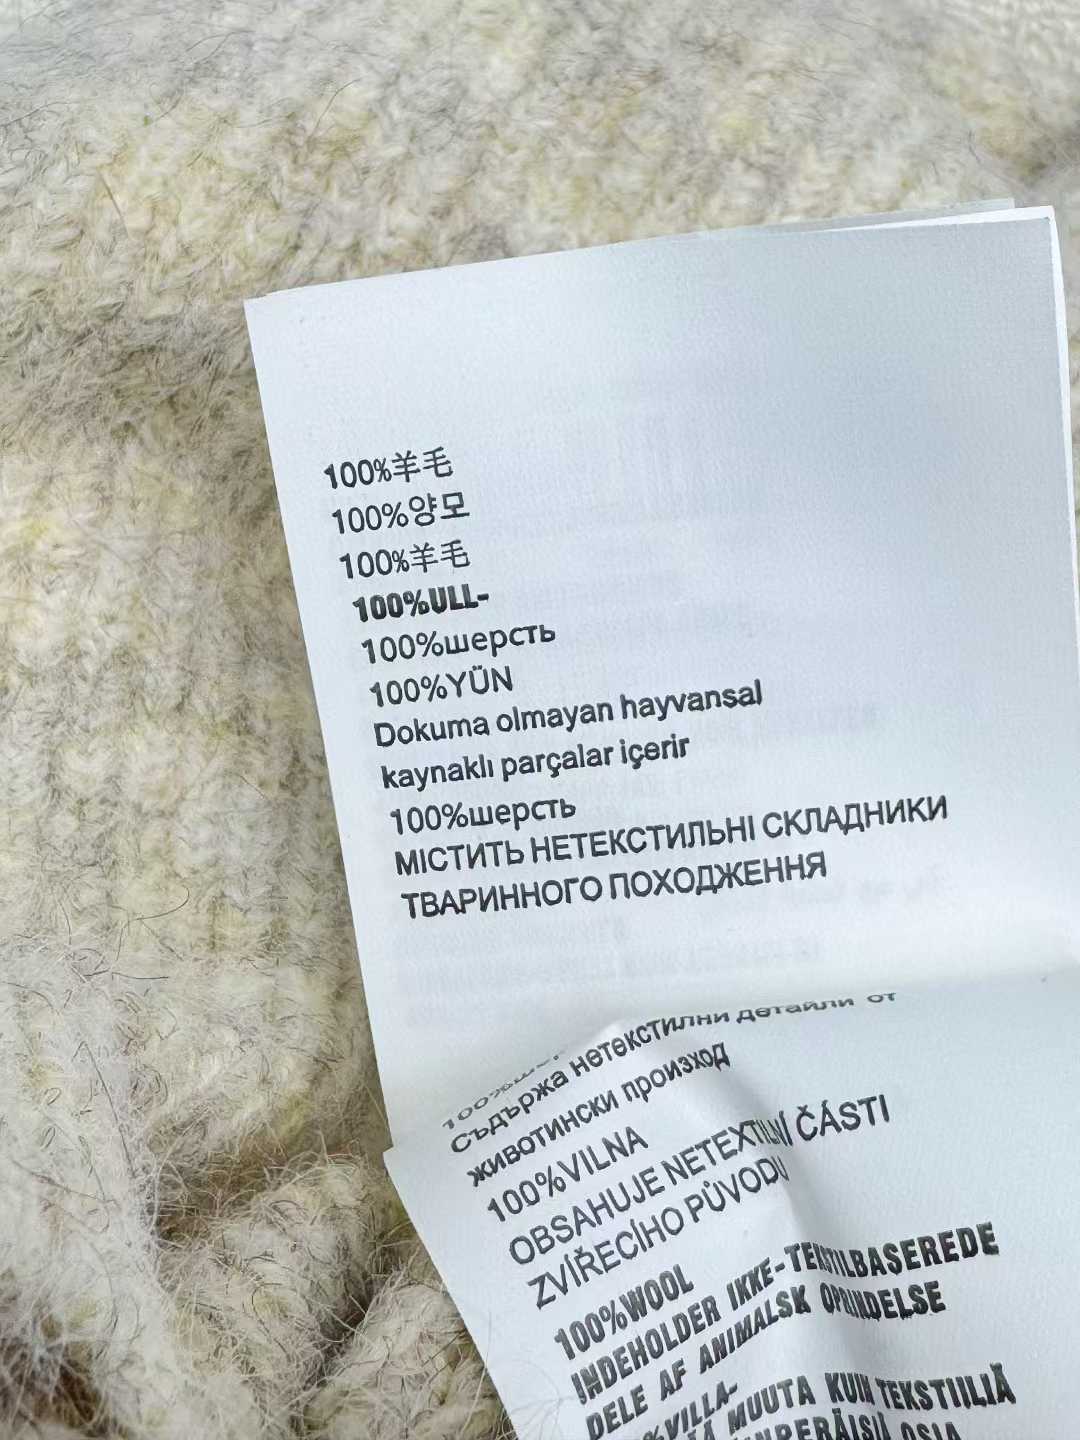 100%羊毛
100%양모
100%羊毛
100%ULL-
100%шерсть
100%YÜN
Dokuma olmayan hayvansal
kaynaklı parçalar içerir
100%шерсть
МІСТИТЬ НЕТЕКСТИЛЬНІ СКЛАДНИКИ
ТВАРИННОГО ПОХОДЖЕННЯ
Съдържа нетекстилни детайли от
животински произход
100%VILNA
OBSAHUJE NETEXTILNÍ ČÁSTI
ZVÍŘECÍHO PŮVODU
100%WOOL
INDEHOLDER IKKE-TEKSTILBASEREDE
DELE AF ANIMALSK OPRINDELSE
%VILLA-
MUUTA KUIN TEKSTIILIÄ
OSIA